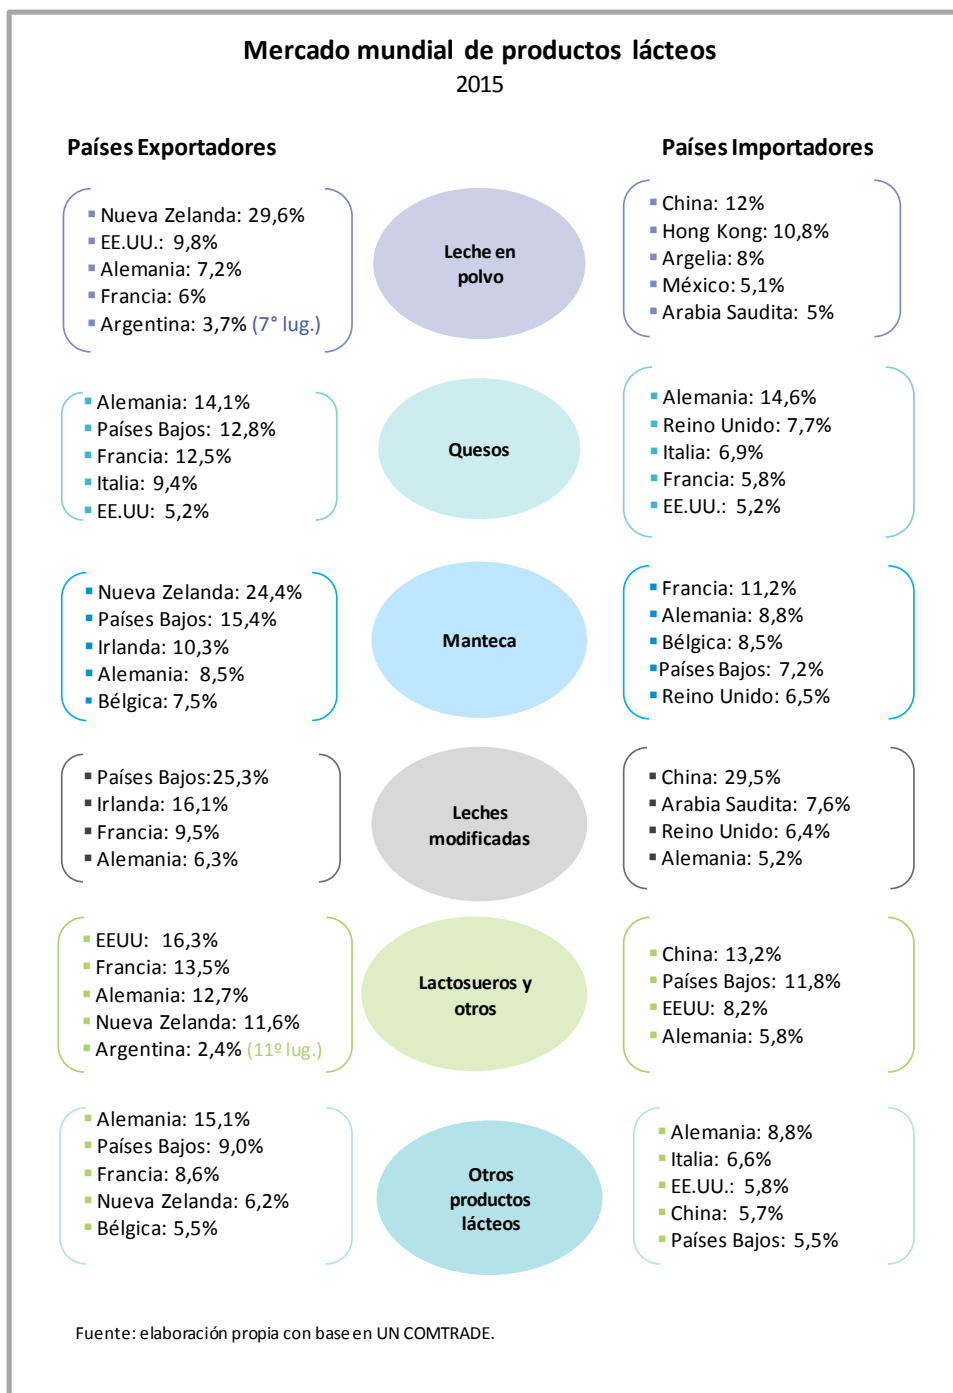 Mercado mundial de productos lácteos
2015
Países Exportadores
Países Importadores
Nueva Zelanda: 29,6%
EE.UU.: 9,8%
Alemania: 7,2%
Francia: 6%
Argentina: 3,7% (7° lug.)
Leche en
polvo
China: 12%
Hong Kong: 10,8%
Argelia: 8%
México: 5,1%
Arabia Saudita: 5%
Alemania: 14,1%
Países Bajos: 12,8%
Francia: 12,5%
Italia: 9,4%
EE.UU: 5,2%
Quesos
Alemania: 14,6%
Reino Unido: 7,7%
Italia: 6,9%
Francia: 5,8%
EE.UU.: 5,2%
Nueva Zelanda: 24,4%
Países Bajos: 15,4%
Irlanda: 10,3%
Alemania: 8,5%
Bélgica: 7,5%
Manteca
Francia: 11,2%
Alemania: 8,8%
Bélgica: 8,5%
Países Bajos: 7,2%
Reino Unido: 6,5%
Países Bajos:25,3%
Irlanda: 16,1%
Francia: 9,5%
Alemania: 6,3%
Leches
modificadas
China: 29,5%
Arabia Saudita: 7,6%
Reino Unido: 6,4%
Alemania: 5,2%
EEUU: 16,3%
Francia: 13,5%
Alemania: 12,7%
Nueva Zelanda: 11,6%
Argentina: 2,4% (11º lug.)
Lactosueros y
otros
China: 13,2%
Países Bajos: 11,8%
EEUU: 8,2%
Alemania: 5,8%
Alemania: 15,1%
Países Bajos: 9,0%
Francia: 8,6%
Nueva Zelanda: 6,2%
Bélgica: 5,5%
Otros
productos
lácteos
Alemania: 8,8%
Italia: 6,6%
EE.UU.: 5,8%
China: 5,7%
Países Bajos: 5,5%
Fuente: elaboración propia con base en UN COMTRADE.